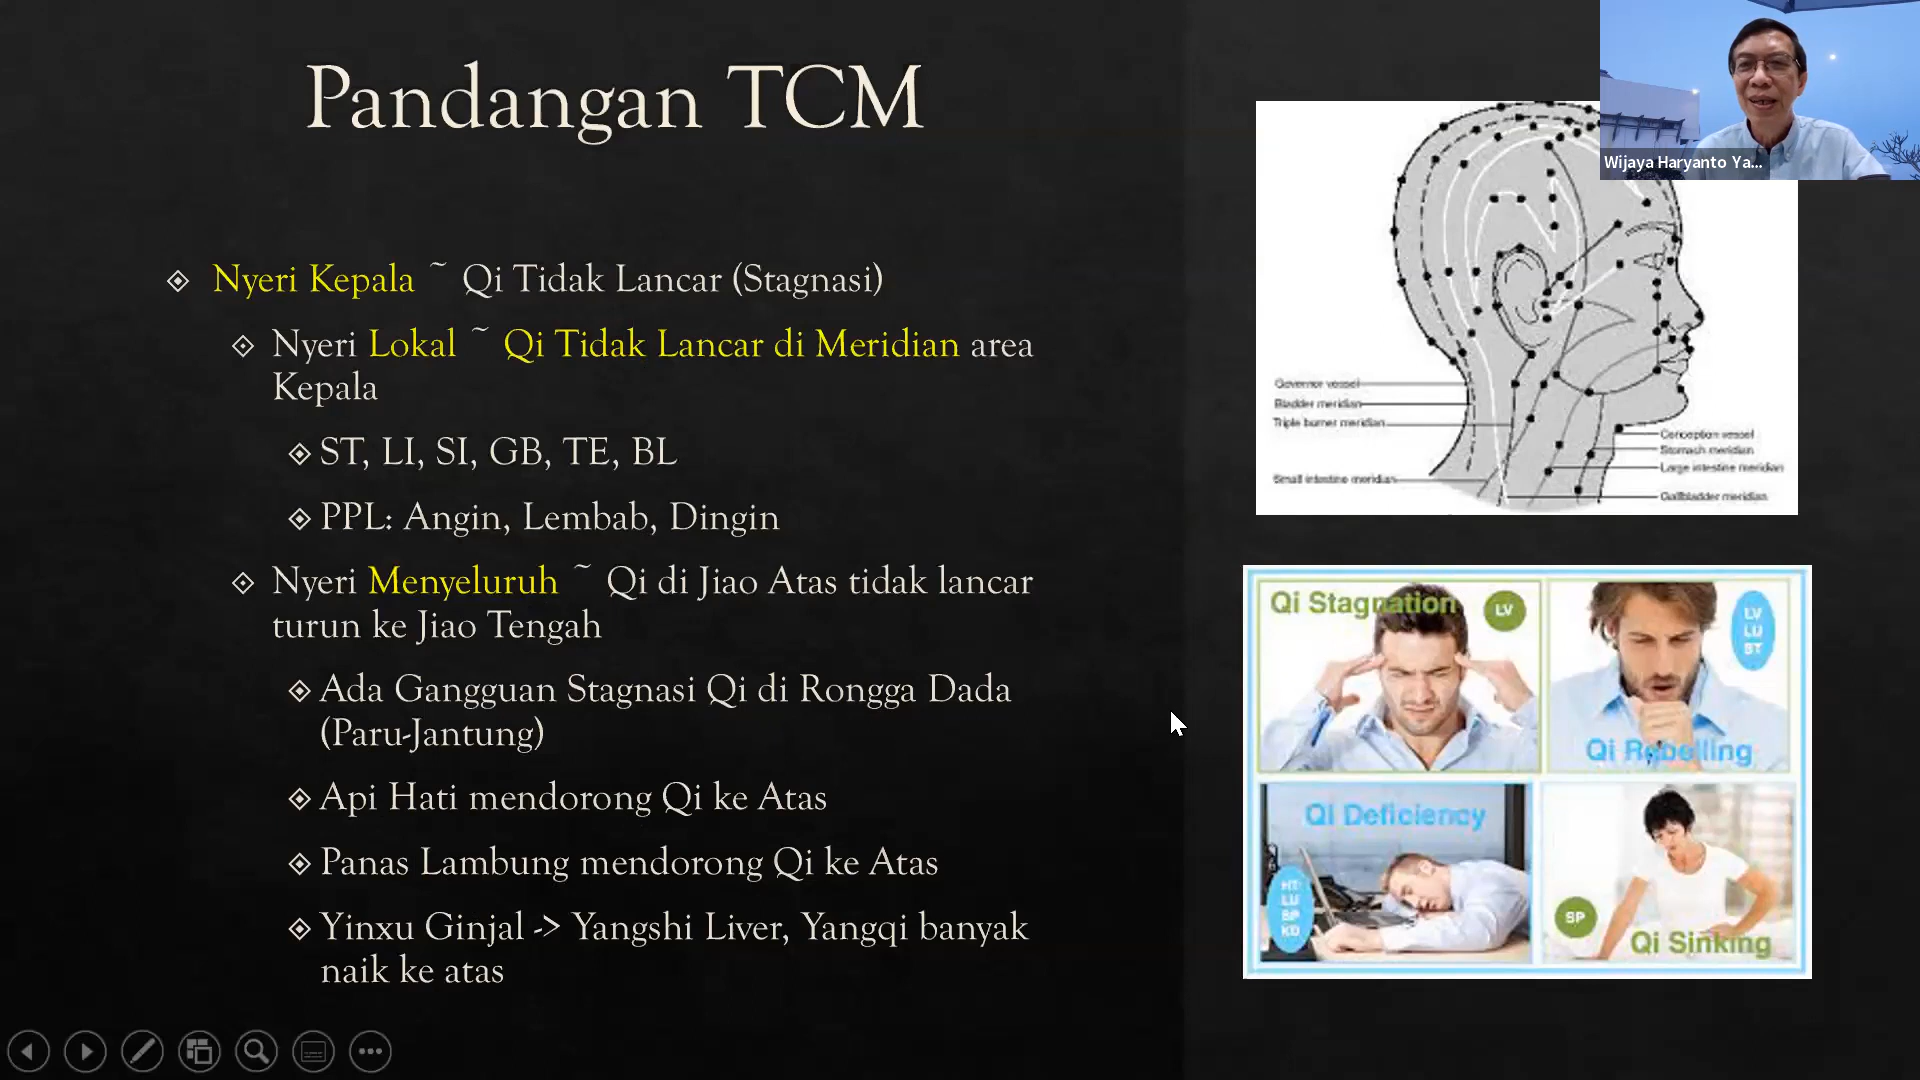 Pandangan TCM
Nyeri Kepala ~ Qi Tidak Lancar (Stagnasi)
Nyeri Lokal ~ Qi Tidak Lancar di Meridian area
Kepala
ST, LI, SI, GB, TE, BL
PPL: Angin, Lembab, Dingin
Nyeri Menyeluruh ~ Qi di Jiao Atas tidak lancar
turun ke Jiao Tengah
Ada Gangguan Stagnasi Qi di Rongga Dada
(Paru-Jantung)
Api Hati mendorong Qi ke Atas
Panas Lambung mendorong Qi ke Atas
Yinxu Ginjal -> Yangshi Liver, Yangqi banyak
naik ke atas
Wijaya Haryanto Ya...
Governor vessel
Bladder meridian
Triple burner meridian
Small intestine meridian
Conception vessel
Stomach meridian
Large intestine meridian
Gallbladder meridian
Qi Stagnation
LV
LV
LU
ST
Qi Rebelling
Qi Deficiency
HT
LU
SP
KD
SP
Qi Sinking